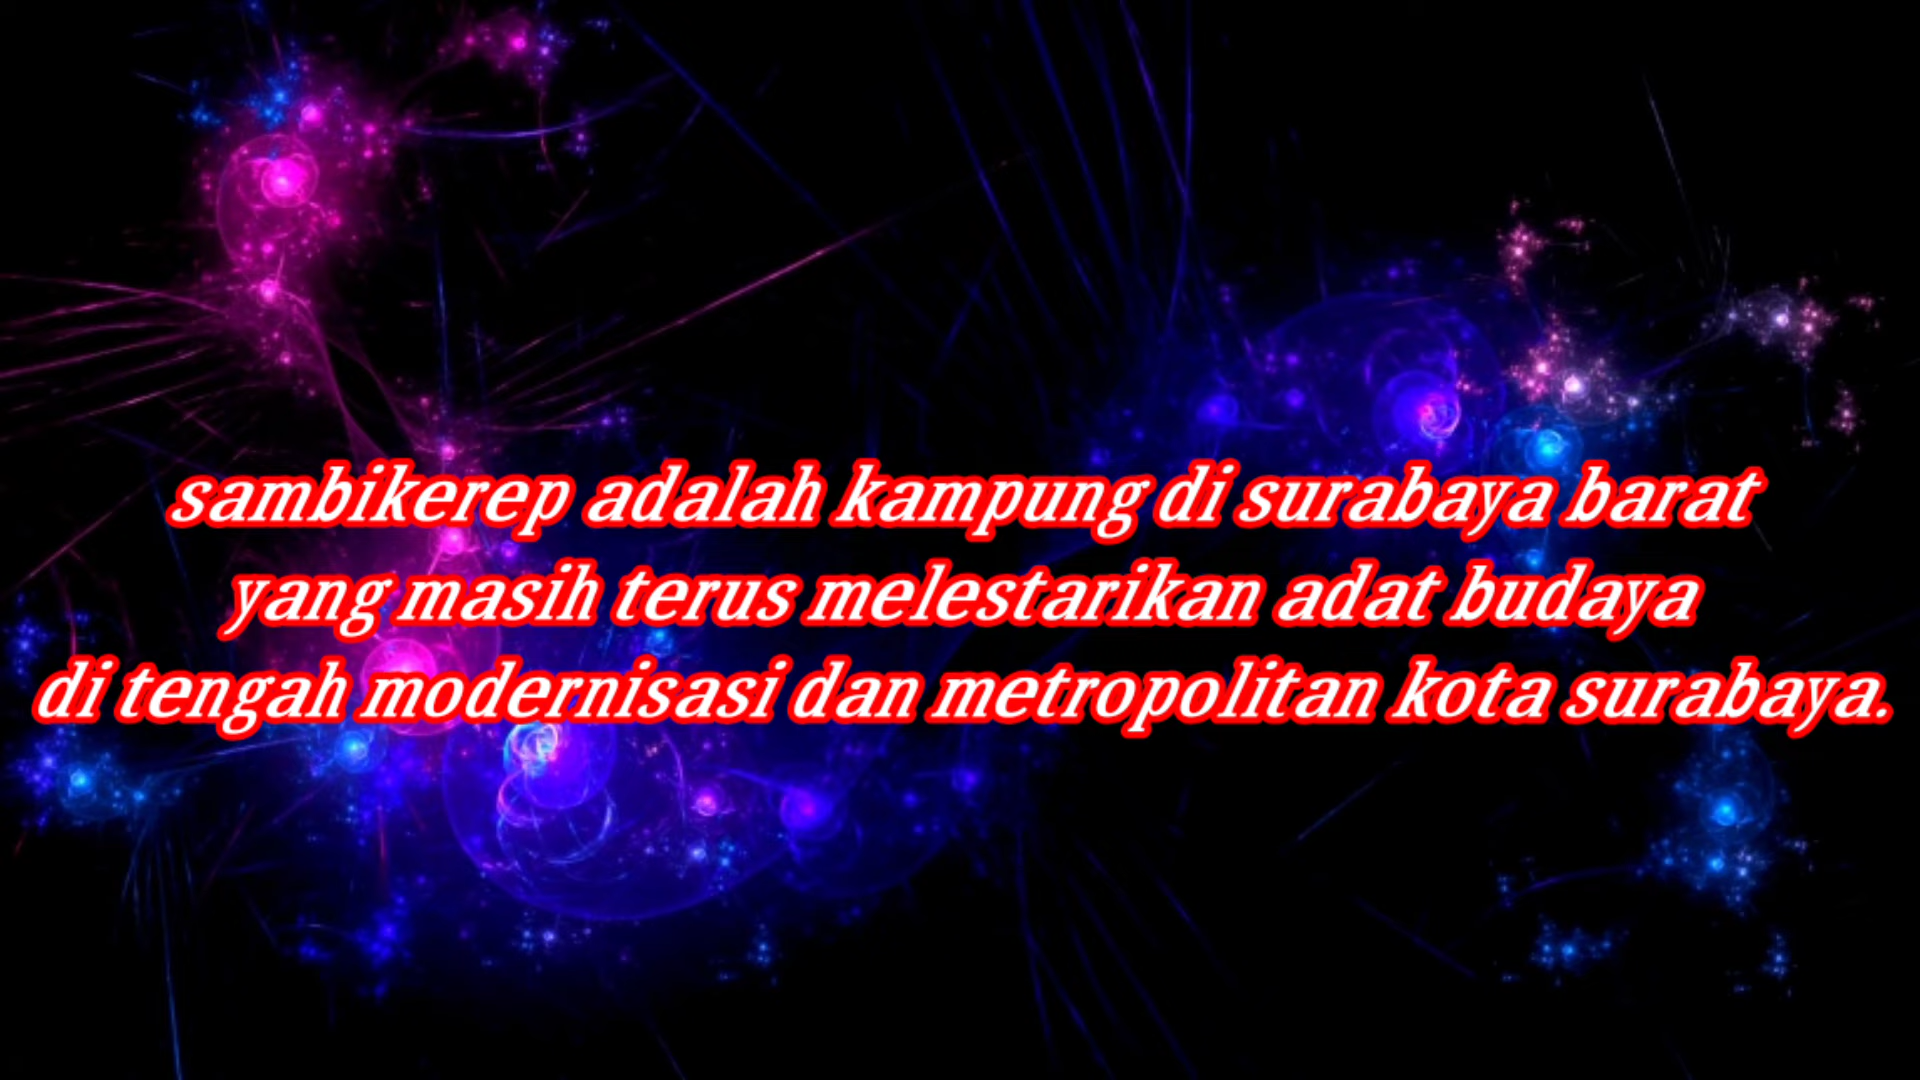 sambikerep adalah kampung di surabaya barat
yang masih terus melestarikan adat budaya
di tengah modernisasi dan metropolitan kota surabaya.